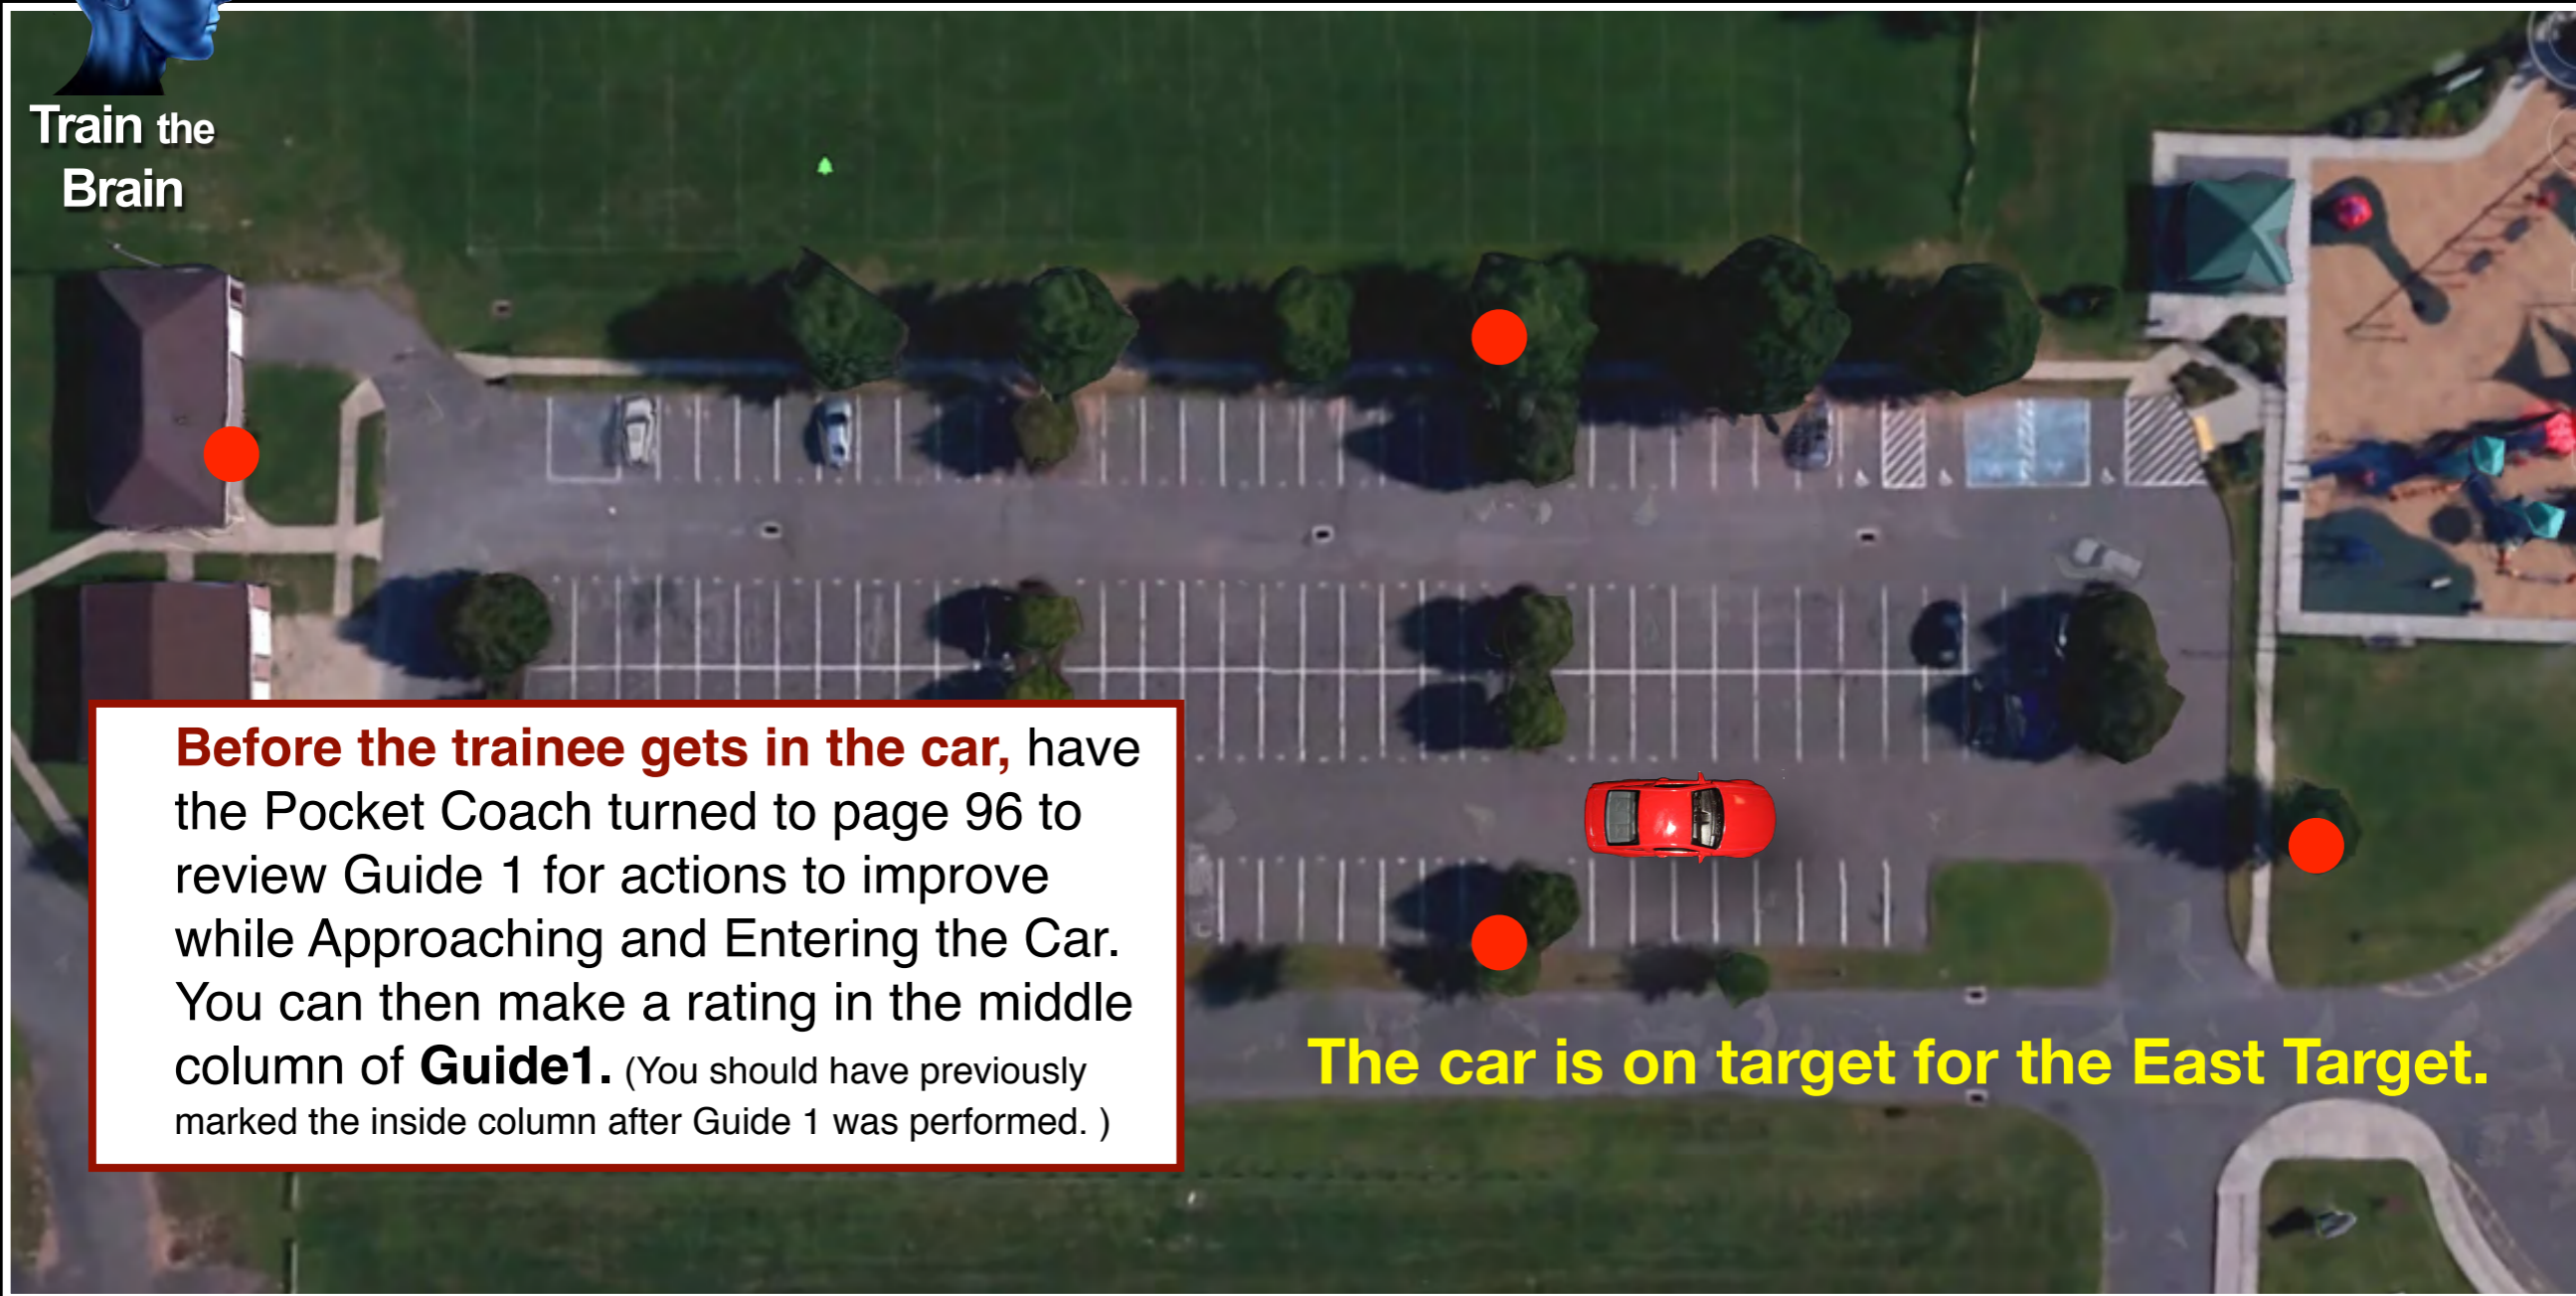 Train the
Brain
Before the trainee gets in the car, have
the Pocket Coach turned to page 96 to
review Guide 1 for actions to improve
while Approaching and Entering the Car.
You can then make a rating in the middle
column of Guide1. (You should have previously
marked the inside column after Guide 1 was performed. )
The car is on target for the East Target.